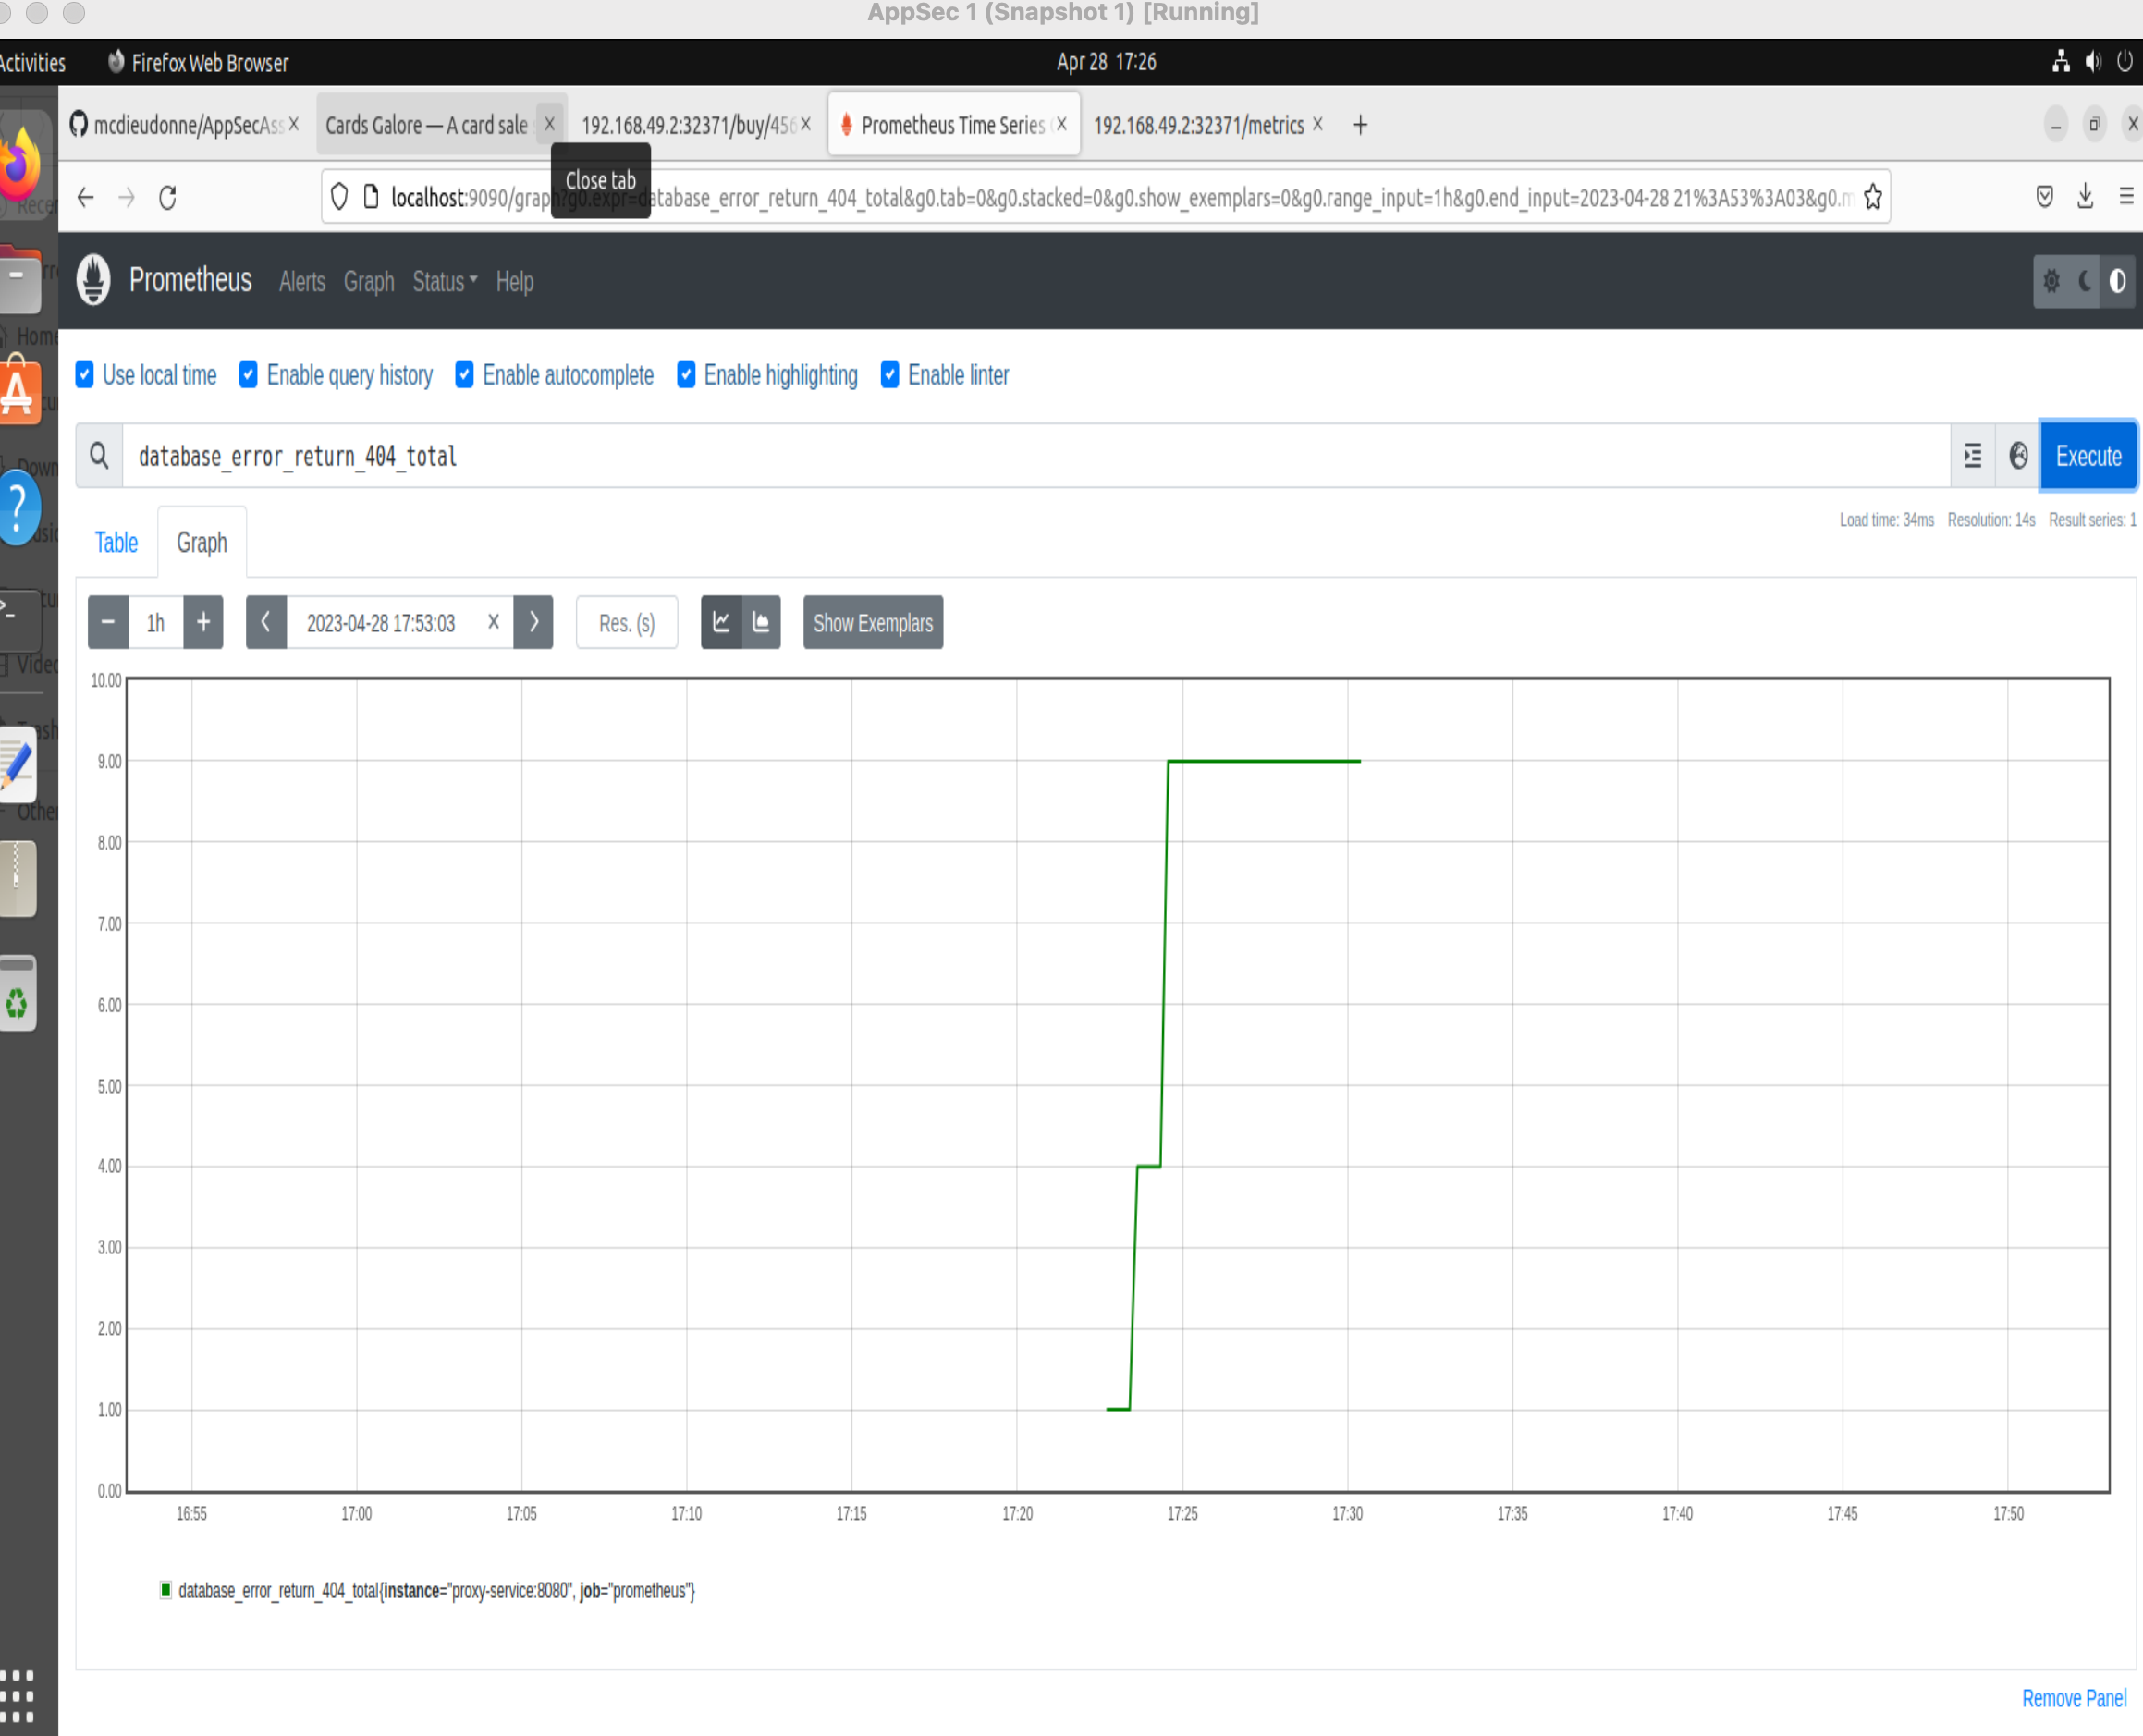 AppSec 1 (Snapshot 1) [Running]
Activities Firefox Web Browser Apr 28 17:26
mcdieudonne/AppSecAss Cards Galore — A card sale 192.168.49.2:32371/buy/456 Prometheus Time Series 192.168.49.2:32371/metrics
Close tab
localhost:9090/graph?g0.expr=database_error_return_404_total&g0.tab=0&g0.stacked=0&g0.show_exemplars=0&g0.range_input=1h&g0.end_input=2023-04-28 21%3A53%3A03&g0.m
Prometheus Alerts Graph Status Help
Home
Use local time Enable query history Enable autocomplete Enable highlighting Enable linter
database_error_return_404_total Execute
Load time: 34ms Resolution: 14s Result series: 1
Table Graph
− 1h + 2023-04-28 17:53:03 × Res. (s) Show Exemplars
10.00
9.00
8.00
7.00
6.00
5.00
4.00
3.00
2.00
1.00
0.00
16:55 17:00 17:05 17:10 17:15 17:20 17:25 17:30 17:35 17:40 17:45 17:50
database_error_return_404_total{instance="proxy-service:8080", job="prometheus"}
Remove Panel